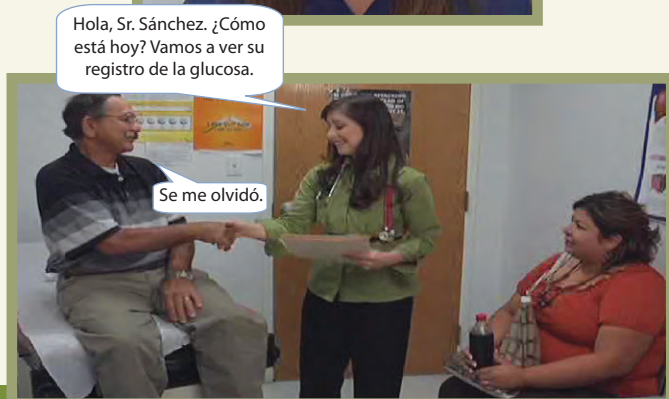 Hola, Sr. Sánchez. ¿Cómo
está hoy? Vamos a ver su
registro de la glucosa.
Se me olvidó.